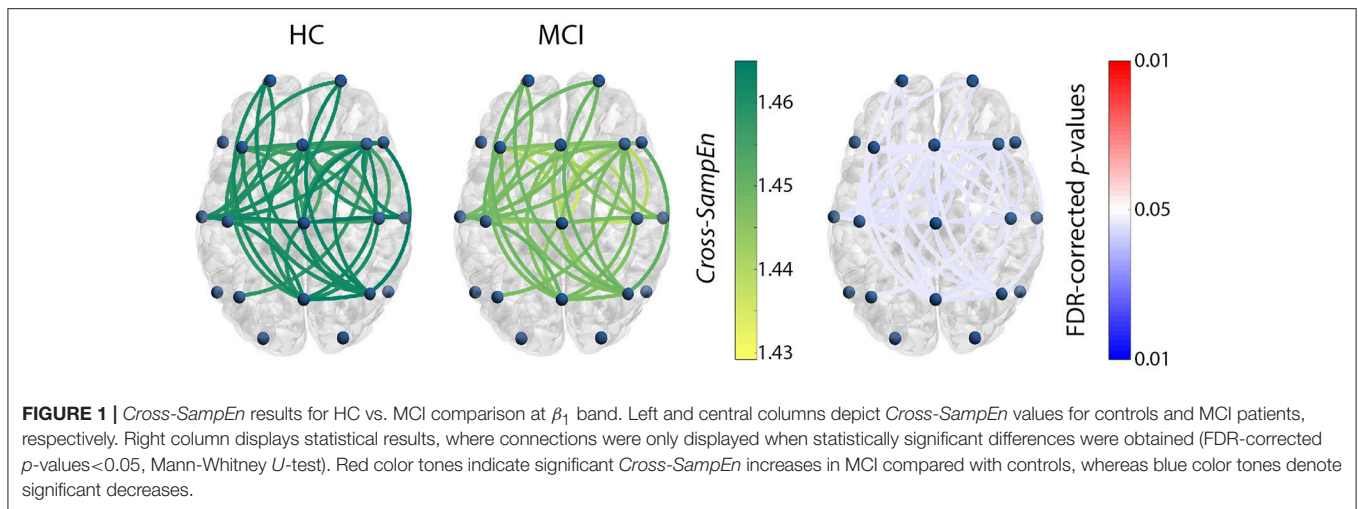 HC
MCI
1.46
1.45
1.44
1.43
Cross-SampEn
0.01
0.05
0.01
FDR-corrected p-values
FIGURE 1 | Cross-SampEn results for HC vs. MCI comparison at β₁ band. Left and central columns depict Cross-SampEn values for controls and MCI patients,
respectively. Right column displays statistical results, where connections were only displayed when statistically significant differences were obtained (FDR-corrected
p-values<0.05, Mann-Whitney U-test). Red color tones indicate significant Cross-SampEn increases in MCI compared with controls, whereas blue color tones denote
significant decreases.